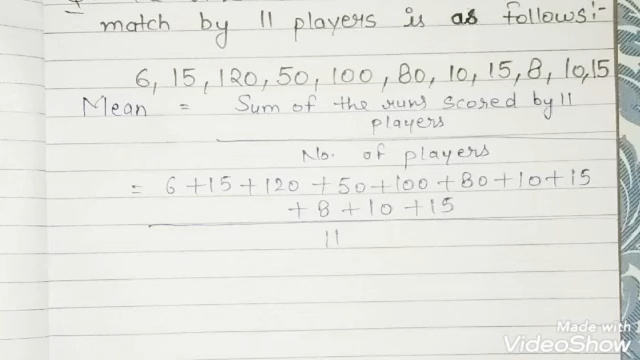 match by 11 players is as follows:-
6, 15, 120, 50, 100, 80, 10, 15, 8, 10, 15
Mean = Sum of the runs scored by 11
players
No. of players
= 6 + 15 + 120 + 50 + 100 + 80 + 10 + 15
+ 8 + 10 + 15
11
Made with
VideoShow